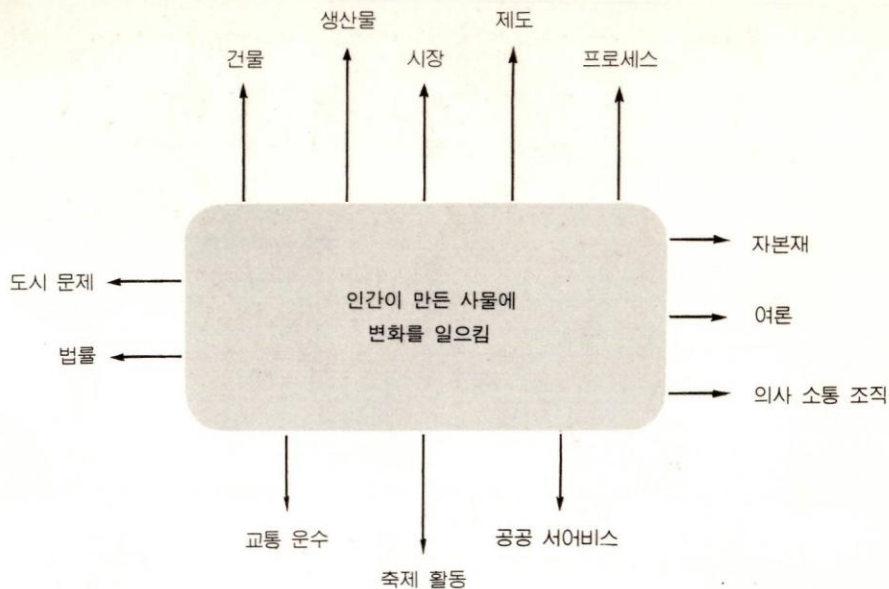 생산물
제도
건물
시장
프로세스
자본재
도시 문제
인간이 만든 사물에
변화를 일으킴
여론
법률
의사 소통 조직
교통 운수
공공 서어비스
축제 활동